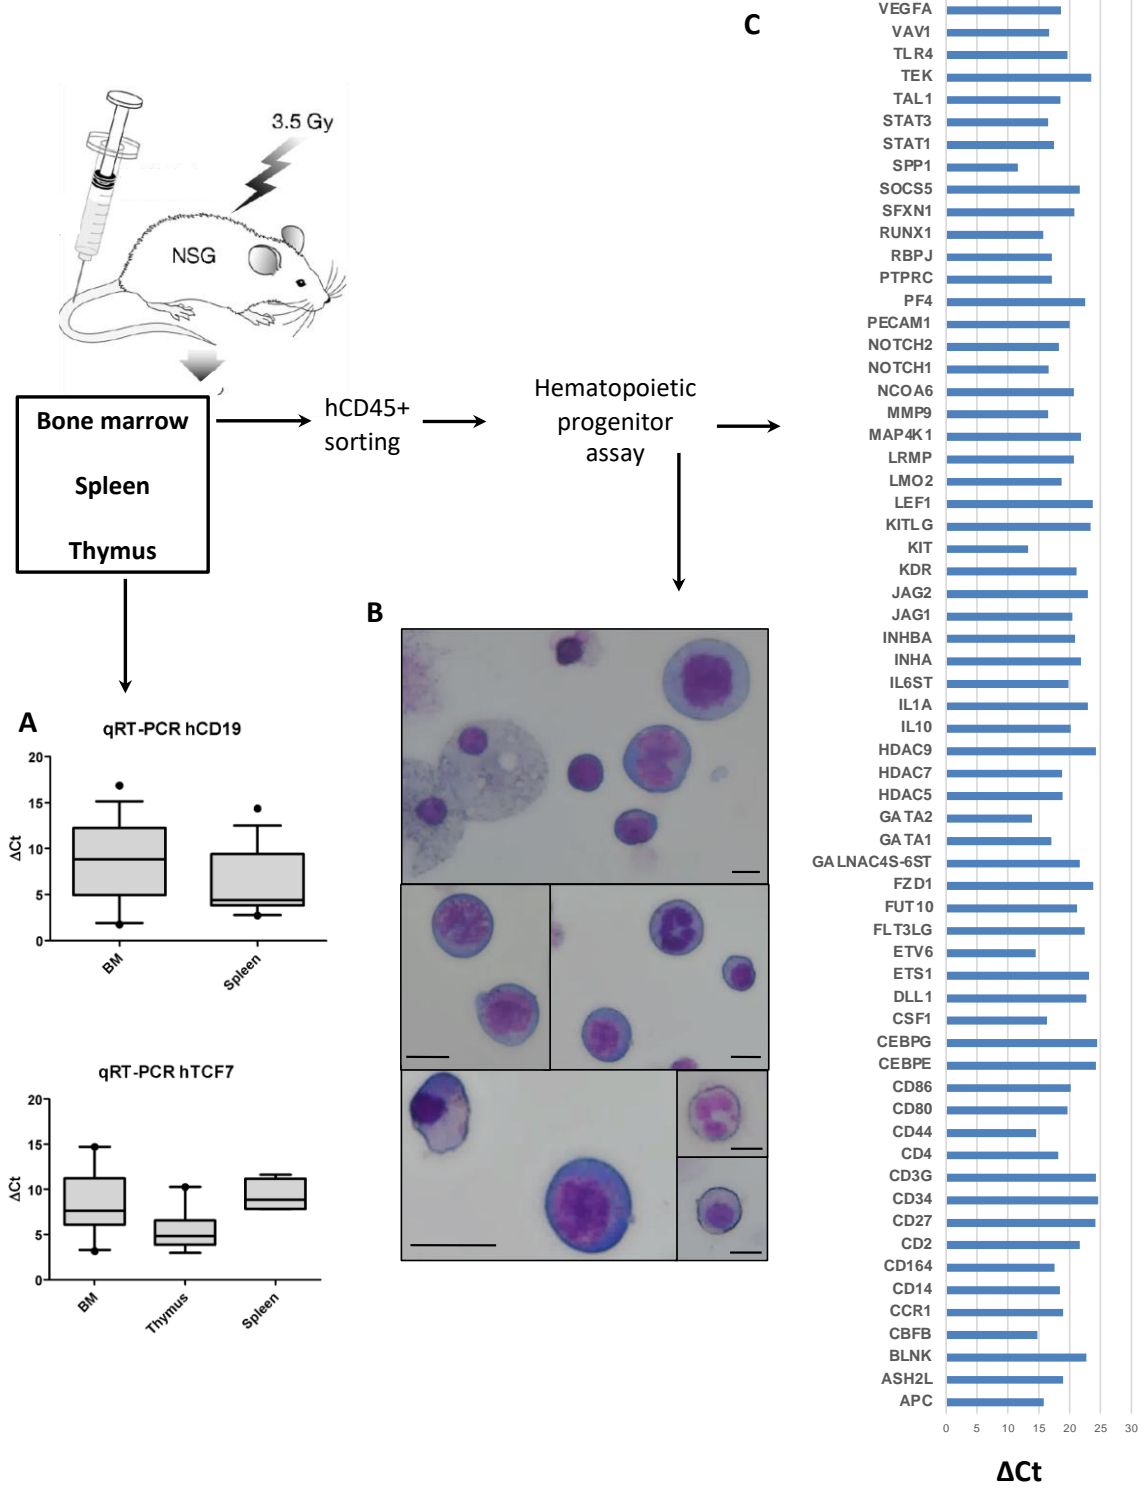 3.5 Gy
NSG
Bone marrow
Spleen
Thymus
hCD45+
sorting
Hematopoietic
progenitor
assay
A
qRT-PCR hCD19
20
15
10
5
0
ΔCt
BM
Spleen
qRT-PCR hTCF7
20
15
10
5
0
ΔCt
BM
Thymus
Spleen
B
C
VEGFA
VAV1
TLR4
TEK
TAL1
STAT3
STAT1
SPP1
SOCS5
SFXN1
RUNX1
RBPJ
PTPRC
PF4
PECAM1
NOTCH2
NOTCH1
NCOA6
MMP9
MAP4K1
LRMP
LMO2
LEF1
KITLG
KIT
KDR
JAG2
JAG1
INHBA
INHA
IL6ST
IL1A
IL10
HDAC9
HDAC7
HDAC5
GATA2
GATA1
GALNAC4S-6ST
FZD1
FUT10
FLT3LG
ETV6
ETS1
DLL1
CSF1
CEBPG
CEBPE
CD86
CD80
CD44
CD4
CD3G
CD34
CD27
CD2
CD164
CD14
CCR1
CBFB
BLNK
ASH2L
APC
0 5 10 15 20 25 30
ΔCt